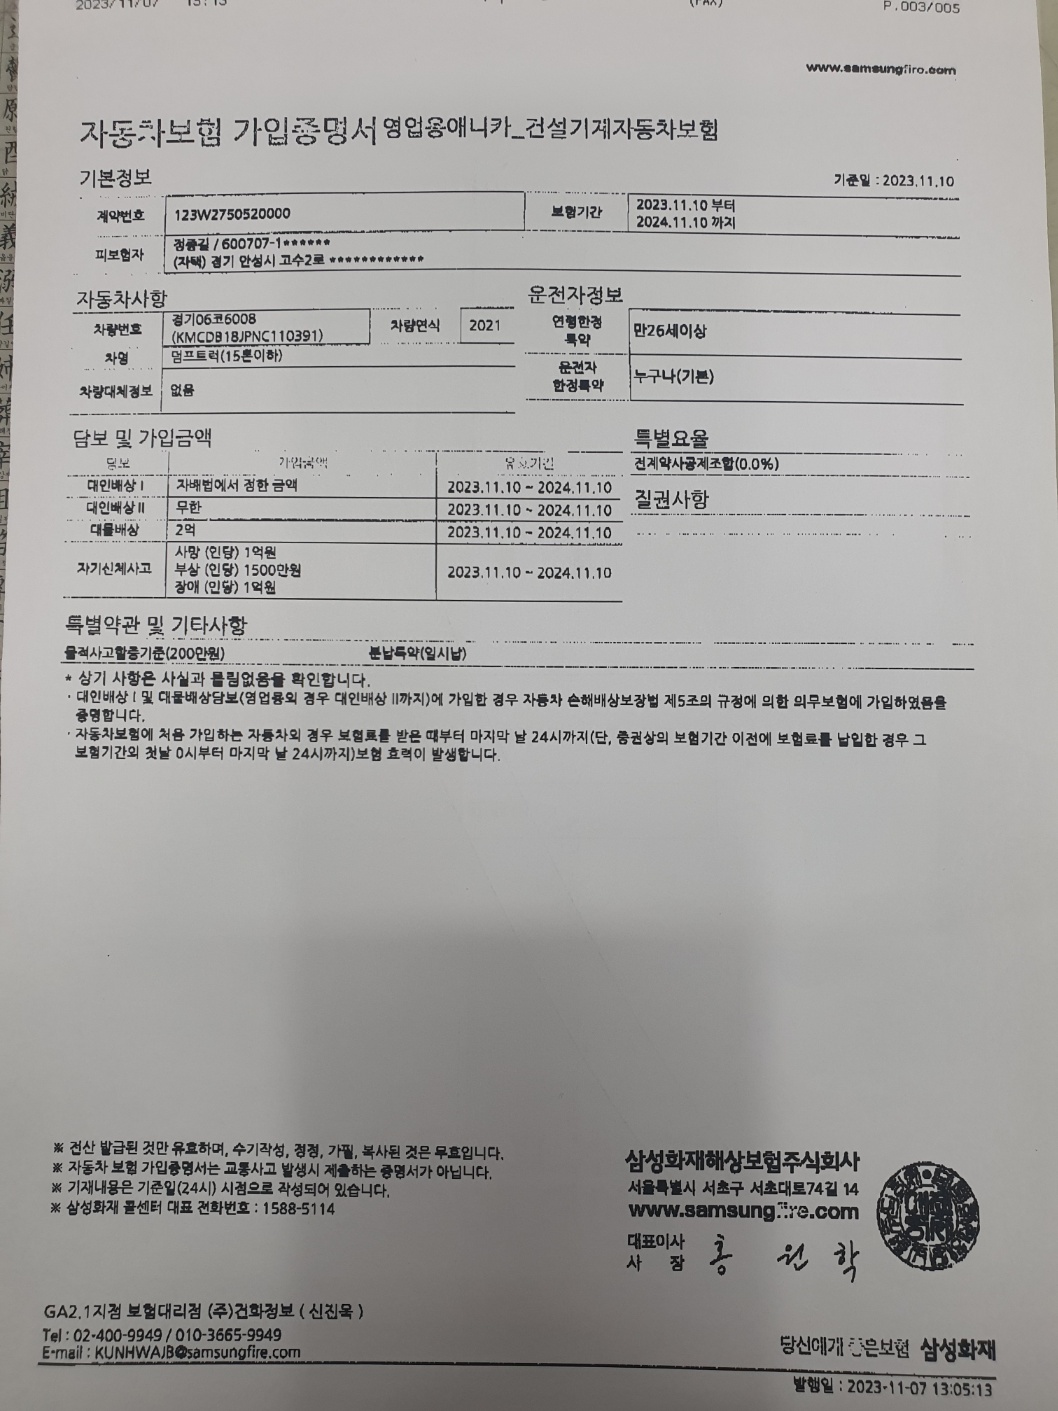 2023/11/07 15:13 (FAX) P.003/005
www.samsungfire.com
자동차보험 가입증명서 영업용애니카_건설기계자동차보험
기본정보
기준일 : 2023.11.10
계약번호 123W2750520000 보험기간 2023.11.10 부터
2024.11.10 까지
피보험자 정종길 / 600707-1******
(자택) 경기 안성시 고수2로 ************
자동차사항
차량번호 경기06코6008
(KMCDB18JPNC110391)
차량연식 2021
차명 덤프트럭(15톤이하)
차량대체정보 없음
운전자정보
연령한정
특약
만26세이상
운전자
한정특약
누구나(기본)
담보 및 가입금액
담보 가입금액 유효기간
대인배상 I 자배법에서 정한 금액 2023.11.10 ~ 2024.11.10
대인배상 II 무한 2023.11.10 ~ 2024.11.10
대물배상 2억 2023.11.10 ~ 2024.11.10
자기신체사고 사망 (인당) 1억원
부상 (인당) 1500만원
장애 (인당) 1억원
2023.11.10 ~ 2024.11.10
특별요율
전계약사공제조합(0.0%)
질권사항
특별약관 및 기타사항
물적사고할증기준(200만원) 분납특약(일시납)
* 상기 사항은 사실과 틀림없음을 확인합니다.
· 대인배상 I 및 대물배상담보(영업용의 경우 대인배상 II까지)에 가입한 경우 자동차 손해배상보장법 제5조의 규정에 의한 의무보험에 가입하였음을
증명합니다.
· 자동차보험에 처음 가입하는 자동차의 경우 보험료를 받은 때부터 마지막 날 24시까지(단, 증권상의 보험기간 이전에 보험료를 납입한 경우 그
보험기간의 첫날 0시부터 마지막 날 24시까지)보험 효력이 발생합니다.
※ 전산 발급된 것만 유효하며, 수기작성, 정정, 가필, 복사된 것은 무효입니다.
※ 자동차 보험 가입증명서는 교통사고 발생시 제출하는 증명서가 아닙니다.
※ 기재내용은 기준일(24시) 시점으로 작성되어 있습니다.
※ 삼성화재 콜센터 대표 전화번호 : 1588-5114
삼성화재해상보험주식회사
서울특별시 서초구 서초대로74길 14
www.samsungfire.com
대표이사
사 장 홍 원 학
GA2.1지점 보험대리점 (주)건화정보 ( 신진욱 )
Tel : 02-400-9949 / 010-3665-9949
E-mail : KUNHWAJB@samsungfire.com
당신에게 좋은보험 삼성화재
발행일 : 2023-11-07 13:05:13